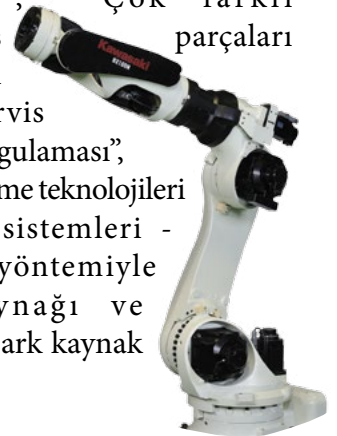 ”, Çok farklı
parçaları
rvis
gulaması”,
me teknolojileri
sistemleri -
yöntemiyle
ynağı ve
ark kaynak
Kawasaki